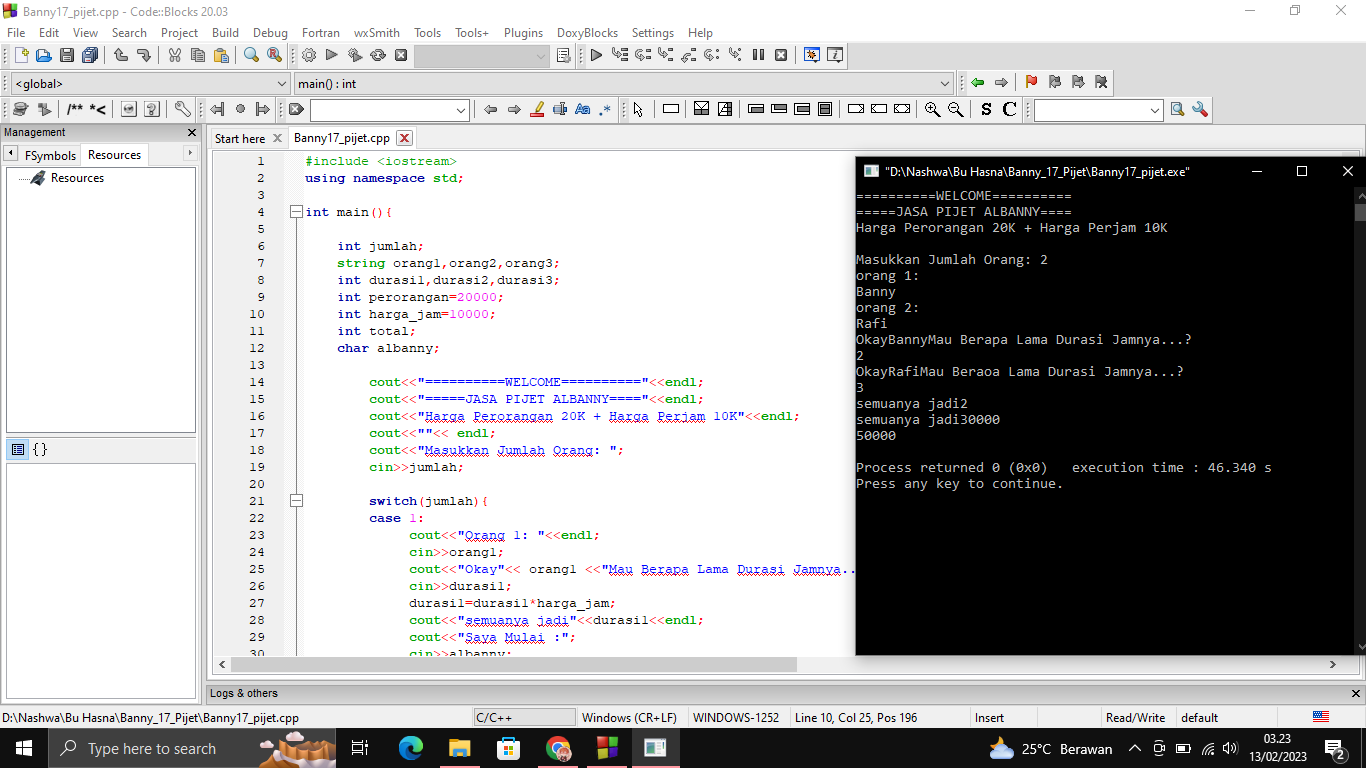 Banny17_pijet.cpp - Code::Blocks 20.03
File Edit View Search Project Build Debug Fortran wxSmith Tools Tools+ Plugins DoxyBlocks Settings Help
<global> main() : int
/** *< Aa .* S C
Management
FSymbols Resources
Resources
{}
Start here Banny17_pijet.cpp
1 #include <iostream>
2 using namespace std;
3
4 int main(){
5
6 int jumlah;
7 string orang1,orang2,orang3;
8 int durasi1,durasi2,durasi3;
9 int perorangan=20000;
10 int harga_jam=10000;
11 int total;
12 char albanny;
13
14 cout<<"==========WELCOME=========="<<endl;
15 cout<<"=====JASA PIJET ALBANNY===="<<endl;
16 cout<<"Harga Perorangan 20K + Harga Perjam 10K"<<endl;
17 cout<<""<< endl;
18 cout<<"Masukkan Jumlah Orang: ";
19 cin>>jumlah;
20
21 switch(jumlah){
22 case 1:
23 cout<<"Orang 1: "<<endl;
24 cin>>orang1;
25 cout<<"Okay"<< orang1 <<"Mau Berapa Lama Durasi Jamnya..
26 cin>>durasi1;
27 durasi1=durasi1*harga_jam;
28 cout<<"semuanya jadi"<<durasi1<<endl;
29 cout<<"Saya Mulai :";
30 cin>>albanny;
"D:\Nashwa\Bu Hasna\Banny_17_Pijet\Banny17_pijet.exe"
==========WELCOME==========
=====JASA PIJET ALBANNY====
Harga Perorangan 20K + Harga Perjam 10K
Masukkan Jumlah Orang: 2
orang 1:
Banny
orang 2:
Rafi
OkayBannyMau Berapa Lama Durasi Jamnya...?
2
OkayRafiMau Beraoa Lama Durasi Jamnya...?
3
semuanya jadi2
semuanya jadi30000
50000
Process returned 0 (0x0) execution time : 46.340 s
Press any key to continue.
Logs & others
D:\Nashwa\Bu Hasna\Banny_17_Pijet\Banny17_pijet.cpp C/C++ Windows (CR+LF) WINDOWS-1252 Line 10, Col 25, Pos 196 Insert Read/Write default
Type here to search
25°C Berawan
03.23
13/02/2023
2